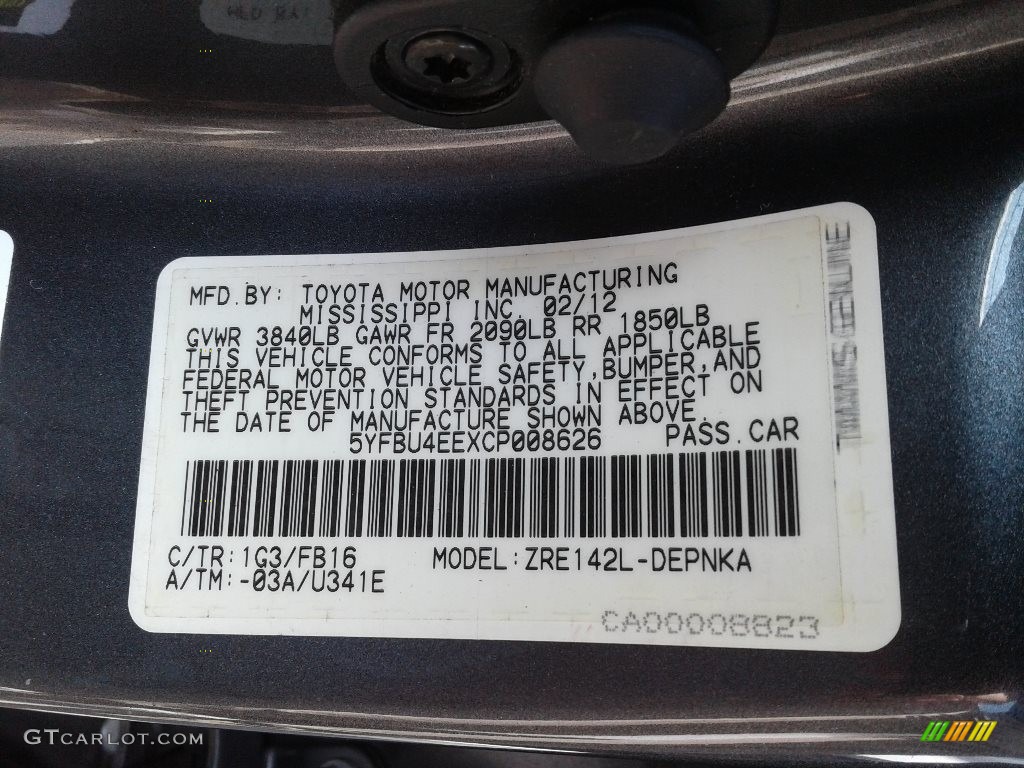 MFD.BY: TOYOTA MOTOR MANUFACTURING
MISSISSIPPI INC. 02/12
GVWR 3840LB GAWR FR 2090LB RR 1850LB
THIS VEHICLE CONFORMS TO ALL APPLICABLE
FEDERAL MOTOR VEHICLE SAFETY,BUMPER,AND
THEFT PREVENTION STANDARDS IN EFFECT ON
THE DATE OF MANUFACTURE SHOWN ABOVE.
5YFBU4EEXCP008626 PASS.CAR
C/TR:1G3/FB16 MODEL:ZRE142L-DEPNKA
A/TM:-03A/U341E
CA00008823
GTCARLOT.COM